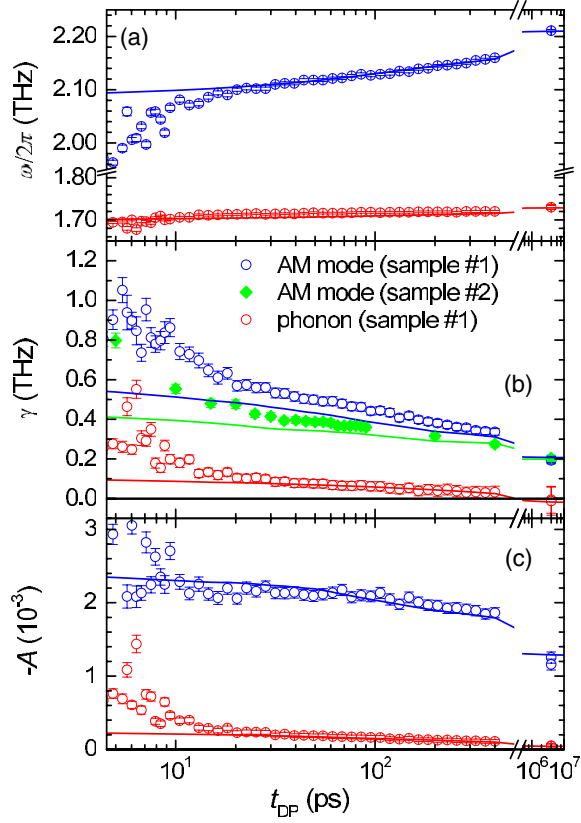 (a)
2.20
2.10
2.00
1.80
1.70
ω/2π (THz)
1.2
1.0
0.8
0.6
0.4
0.2
0.0
γ (THz)
AM mode (sample #1)
AM mode (sample #2)
phonon (sample #1)
(b)
3
2
1
0
-A (10⁻³)
(c)
10¹ 10² 10⁶ 10⁷
t_DP (ps)